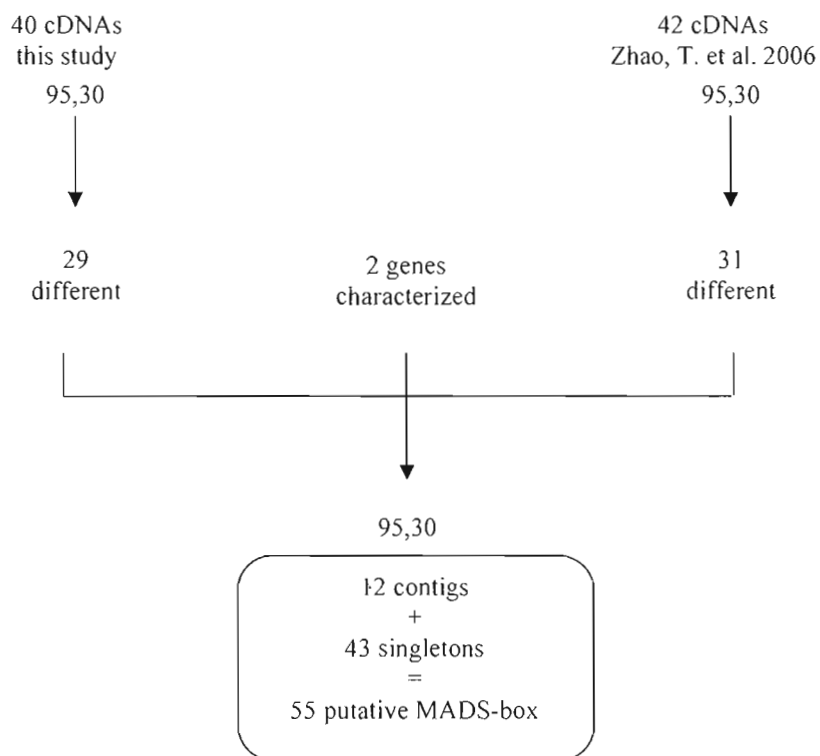 40 cDNAs
this study
95,30
42 cDNAs
Zhao, T. et al. 2006
95,30
29
different
2 genes
characterized
31
different
95,30
12 contigs
+
43 singletons
=
55 putative MADS-box